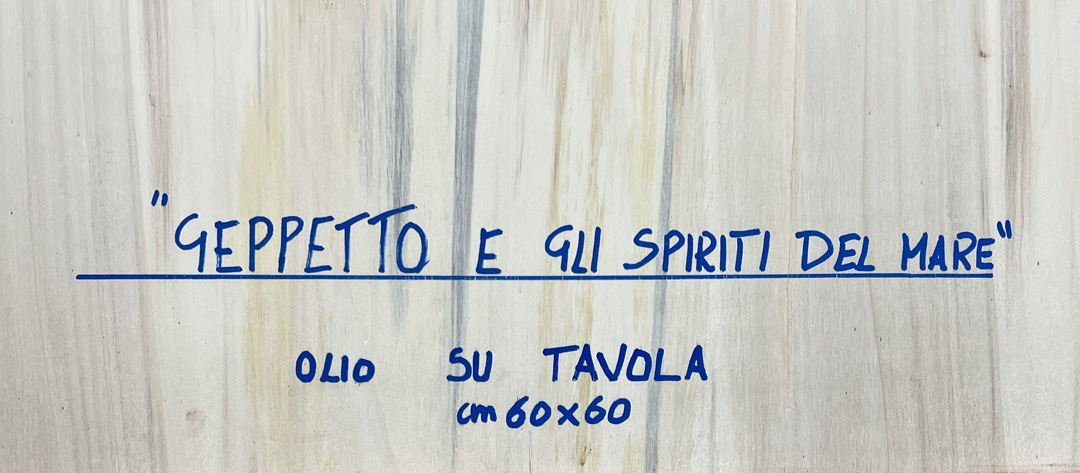 "GEPPETTO E GLI SPIRITI DEL MARE"
OLIO SU TAVOLA
cm 60x60